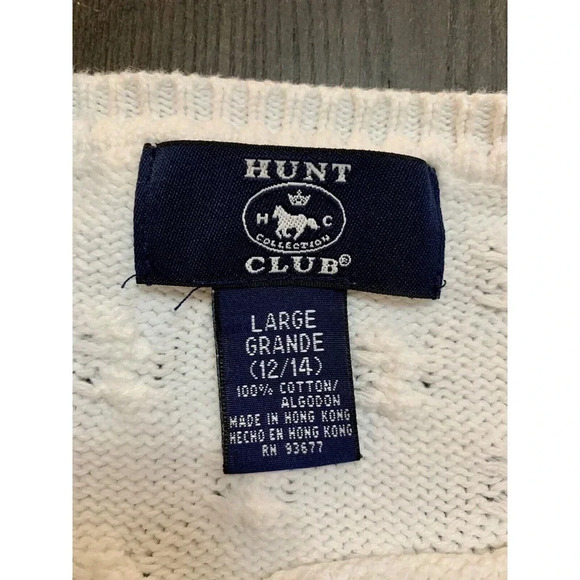 HUNT
H C
COLLECTION
CLUB®
LARGE
GRANDE
(12/14)
100% COTTON/
ALGODON
MADE IN HONG KONG
HECHO EN HONG KONG
RN 93677